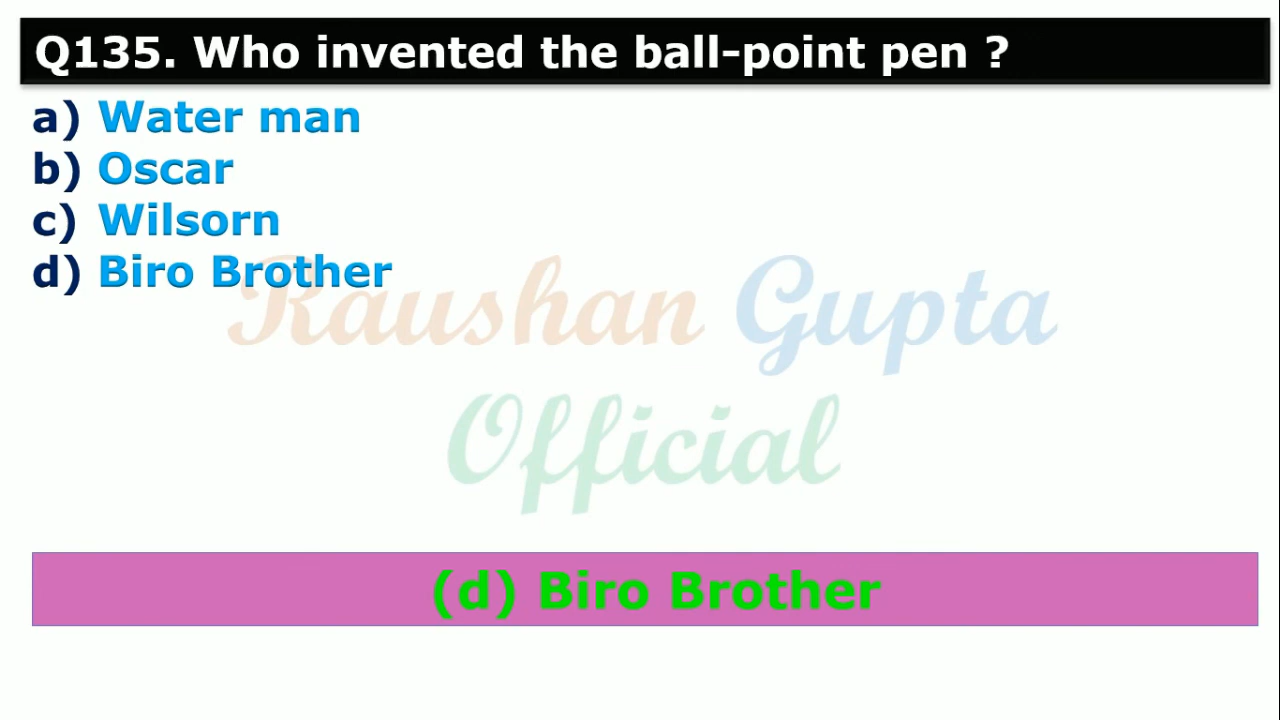 Q135. Who invented the ball-point pen ?
a) Water man
b) Oscar
c) Wilsorn
d) Biro Brother
Raushan Gupta
Official
(d) Biro Brother